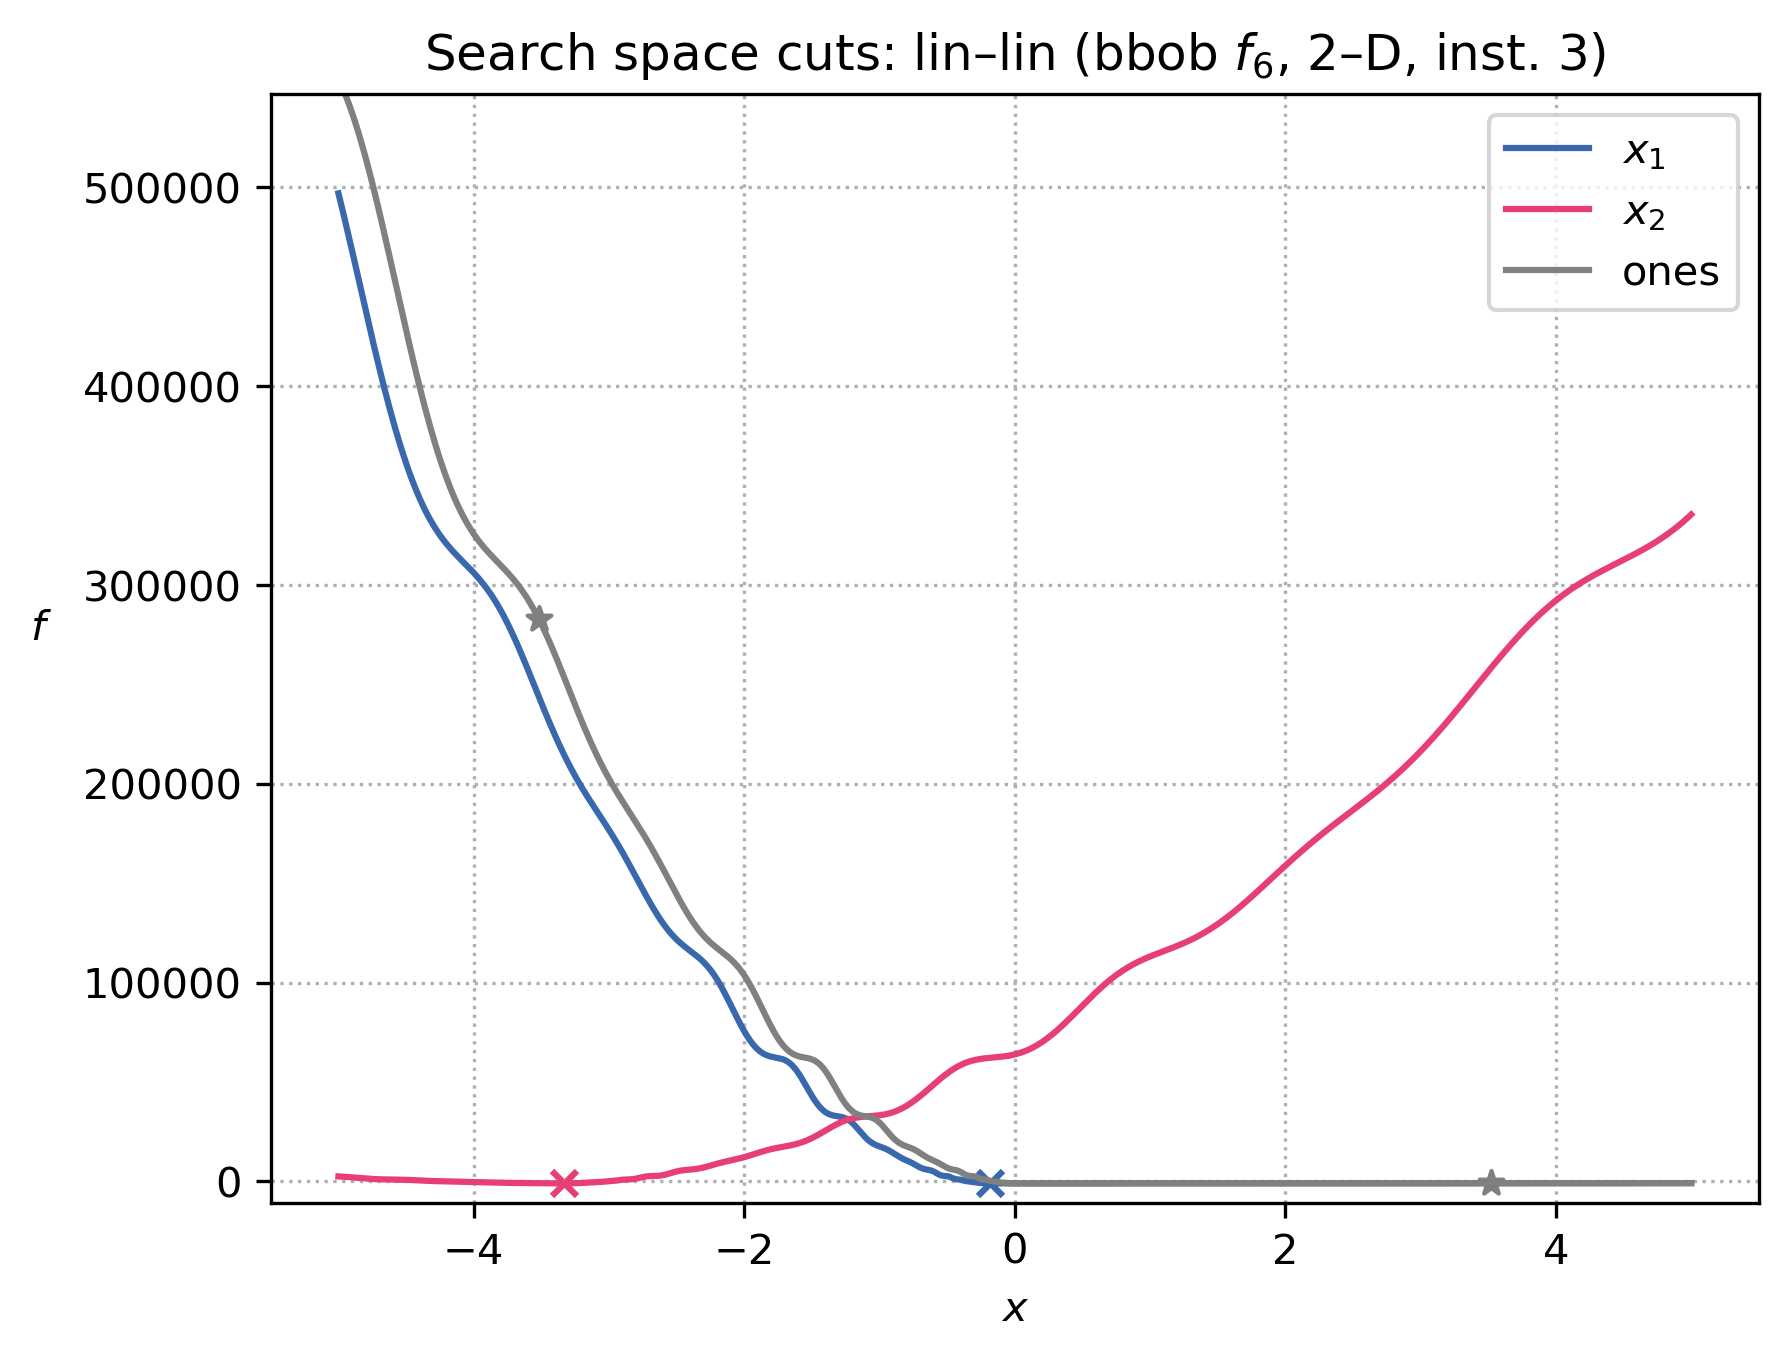 Search space cuts: lin–lin (bbob f₆, 2–D, inst. 3)
x₁
x₂
ones
500000
400000
300000
200000
100000
0
f
−4 −2 0 2 4
x